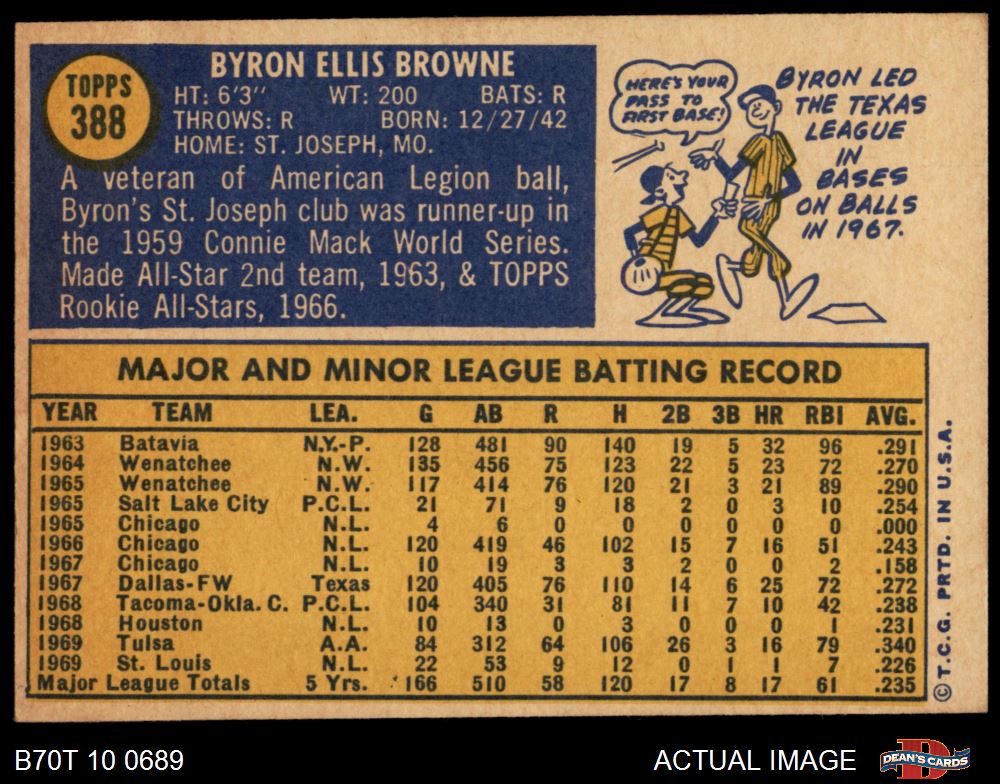 TOPPS
388
BYRON ELLIS BROWNE
HT: 6'3" WT: 200 BATS: R
THROWS: R BORN: 12/27/42
HOME: ST. JOSEPH, MO.
A veteran of American Legion ball,
Byron's St. Joseph club was runner-up in
the 1959 Connie Mack World Series.
Made All-Star 2nd team, 1963, & TOPPS
Rookie All-Stars, 1966.
HERE'S YOUR
PASS TO
FIRST BASE!
BYRON LED
THE TEXAS
LEAGUE
IN
BASES
ON BALLS
IN 1967.
MAJOR AND MINOR LEAGUE BATTING RECORD
YEAR TEAM LEA. G AB R H 2B 3B HR RBI AVG.
1963 Batavia N.Y.-P. 128 481 90 140 19 5 32 96 .291
1964 Wenatchee N.W. 135 456 75 123 22 5 23 72 .270
1965 Wenatchee N.W. 117 414 76 120 21 3 21 89 .290
1965 Salt Lake City P.C.L. 21 71 9 18 2 0 3 10 .254
1965 Chicago N.L. 4 6 0 0 0 0 0 0 .000
1966 Chicago N.L. 120 419 46 102 15 7 16 51 .243
1967 Chicago N.L. 10 19 3 3 2 0 0 2 .158
1967 Dallas-FW Texas 120 405 76 110 14 6 25 72 .272
1968 Tacoma-Okla. C. P.C.L. 104 340 31 81 11 7 10 42 .238
1968 Houston N.L. 10 13 0 3 0 0 0 1 .231
1969 Tulsa A.A. 84 312 64 106 26 3 16 79 .340
1969 St. Louis N.L. 22 53 9 12 0 1 1 7 .226
Major League Totals 5 Yrs. 166 510 58 120 17 8 17 61 .235
© T.C.G. PRTD. IN U.S.A.
B70T 10 0689
ACTUAL IMAGE
DEAN'S CARDS